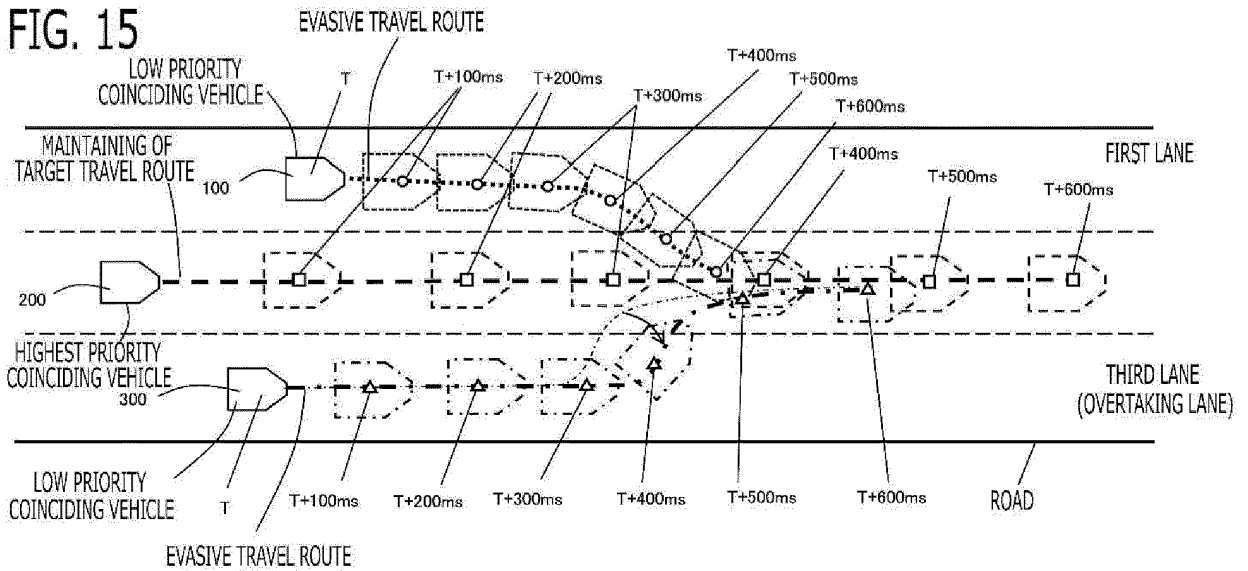 FIG. 15
EVASIVE TRAVEL ROUTE
LOW PRIORITY
COINCIDING VEHICLE
T
T+100ms
T+200ms
T+300ms
T+400ms
T+500ms
T+600ms
MAINTAINING OF
TARGET TRAVEL ROUTE
100
T+400ms
T+500ms
T+600ms
FIRST LANE
200
HIGHEST PRIORITY
COINCIDING VEHICLE
300
THIRD LANE
(OVERTAKING LANE)
LOW PRIORITY
COINCIDING VEHICLE
T
T+100ms
T+200ms
T+300ms
T+400ms
T+500ms
T+600ms
ROAD
EVASIVE TRAVEL ROUTE